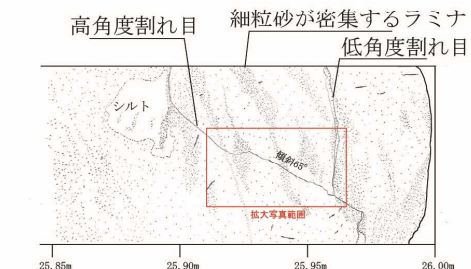 細粒砂が密集するラミナ
高角度割れ目
低角度割れ目
シルト
傾斜65°
拡大写真範囲
25.85m 25.90m 25.95m 26.00m